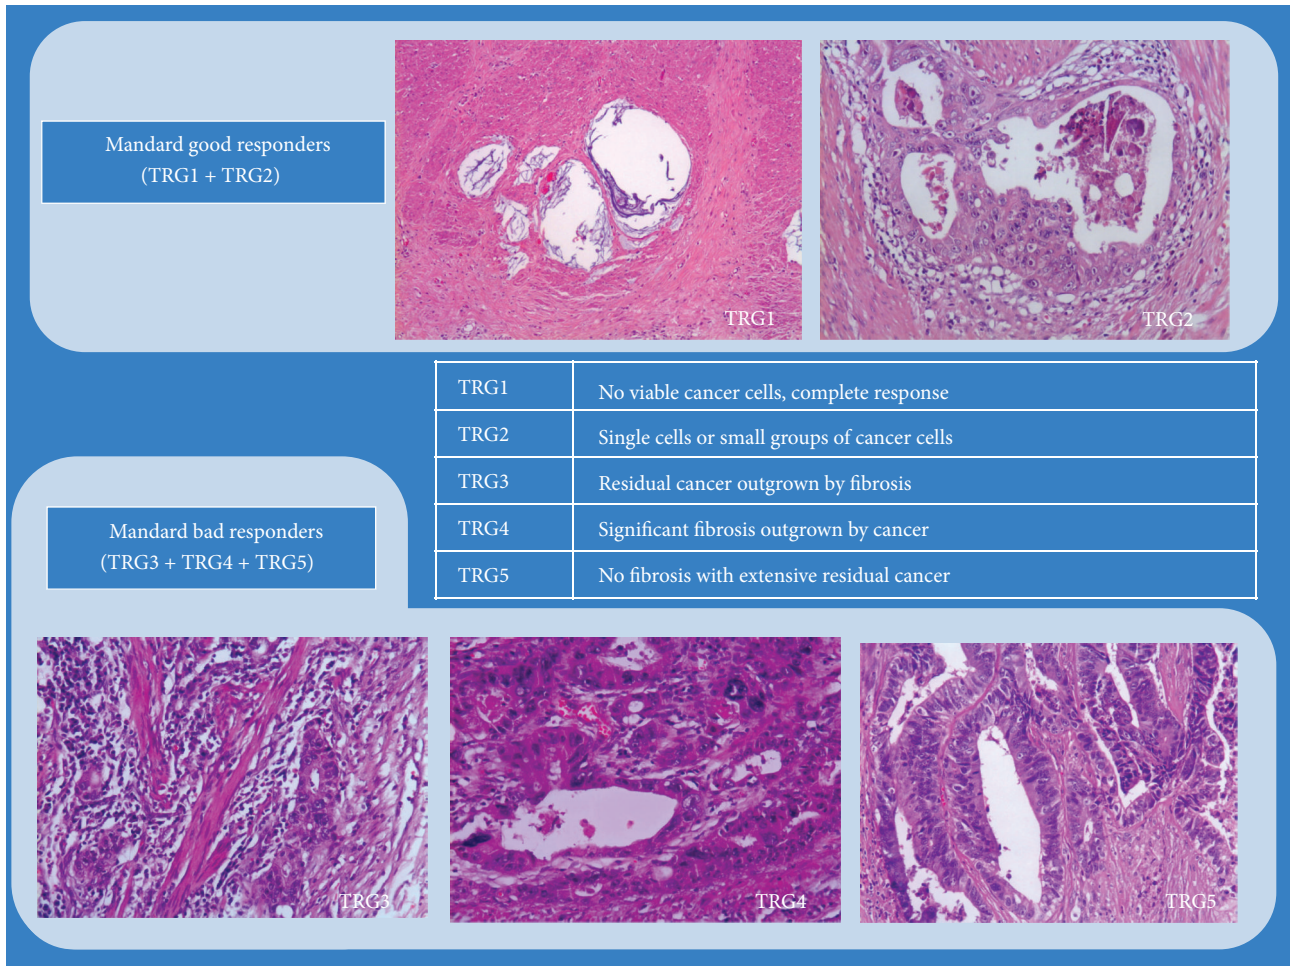 Mandard good responders
(TRG1 + TRG2)
TRG1
TRG2
TRG1 No viable cancer cells, complete response
TRG2 Single cells or small groups of cancer cells
TRG3 Residual cancer outgrown by fibrosis
TRG4 Significant fibrosis outgrown by cancer
TRG5 No fibrosis with extensive residual cancer
Mandard bad responders
(TRG3 + TRG4 + TRG5)
TRG3
TRG4
TRG5